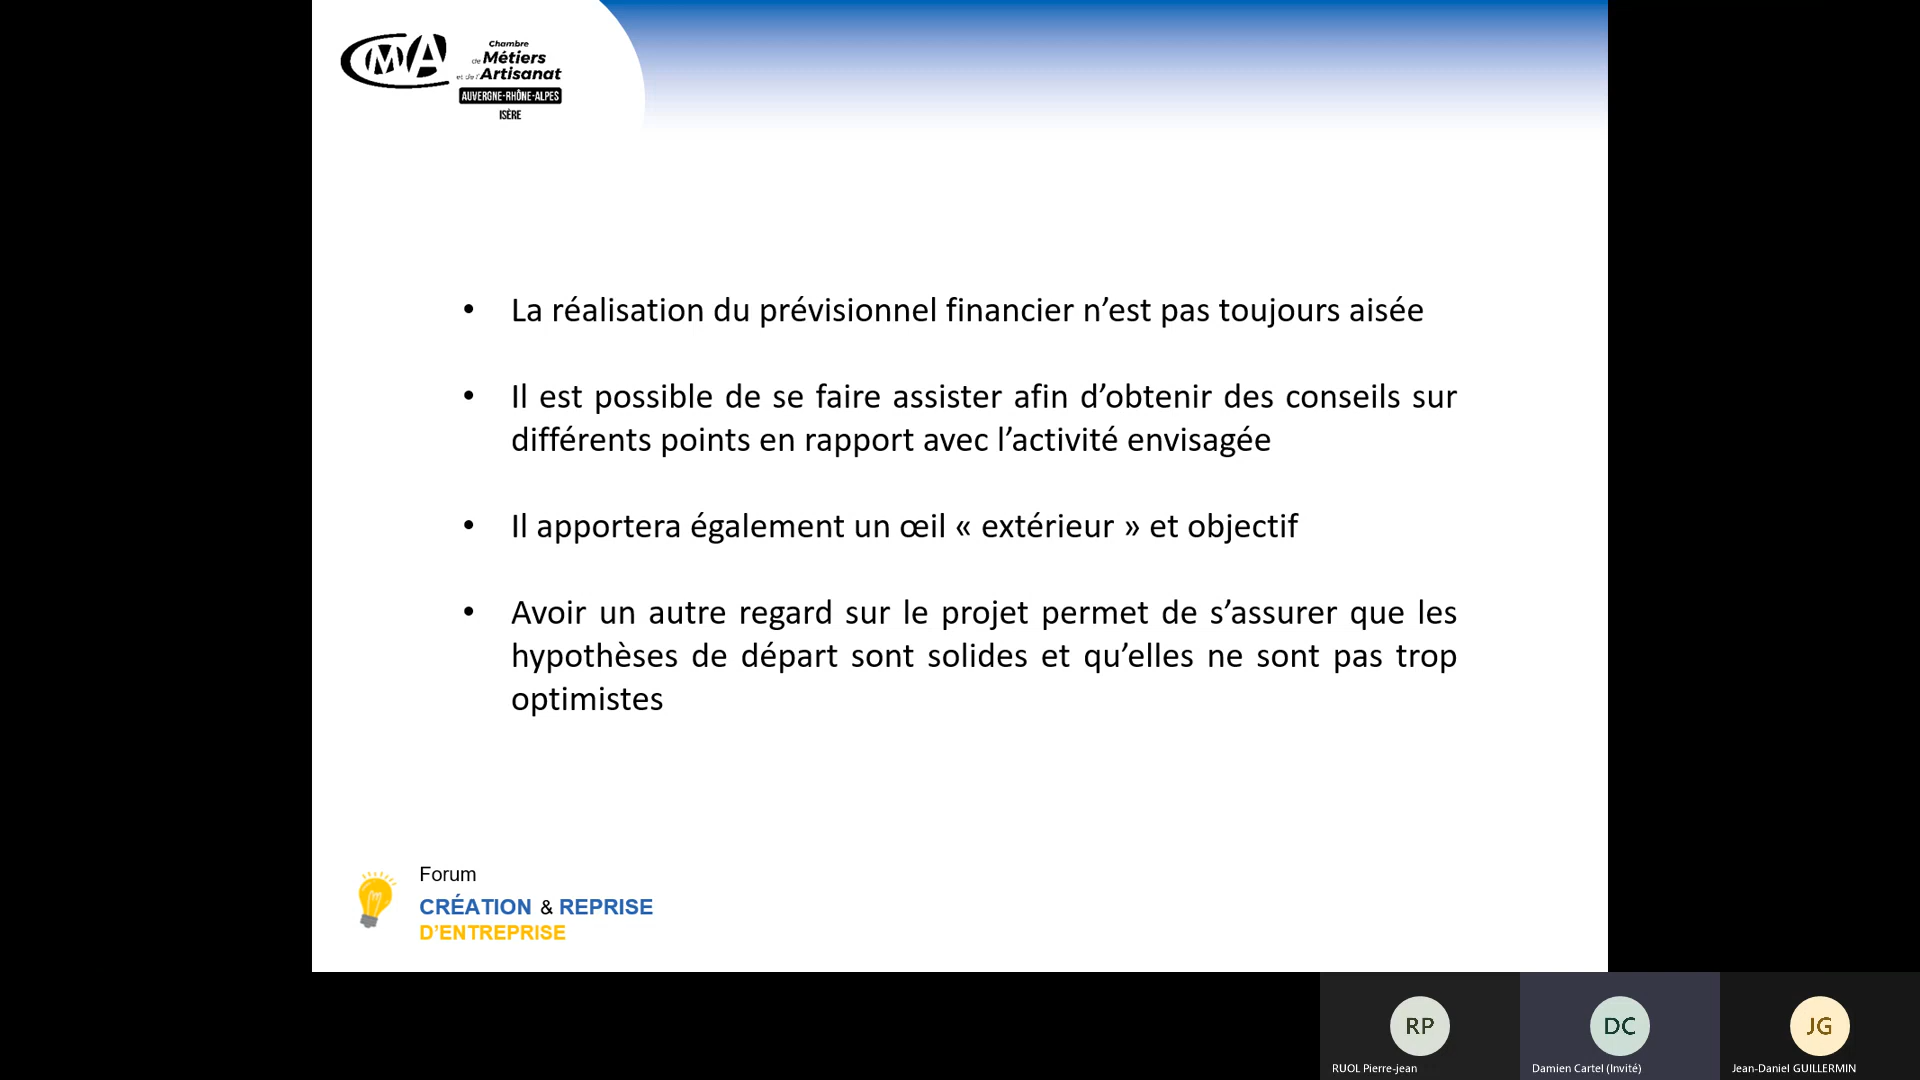 CMA
Chambre
de Métiers
et de l'Artisanat
AUVERGNE-RHÔNE-ALPES
ISÈRE
• La réalisation du prévisionnel financier n’est pas toujours aisée
• Il est possible de se faire assister afin d’obtenir des conseils sur
différents points en rapport avec l’activité envisagée
• Il apportera également un œil « extérieur » et objectif
• Avoir un autre regard sur le projet permet de s’assurer que les
hypothèses de départ sont solides et qu’elles ne sont pas trop
optimistes
Forum
CRÉATION & REPRISE
D’ENTREPRISE
RP
DC
JG
RUOL Pierre-jean
Damien Cartel (Invité)
Jean-Daniel GUILLERMIN